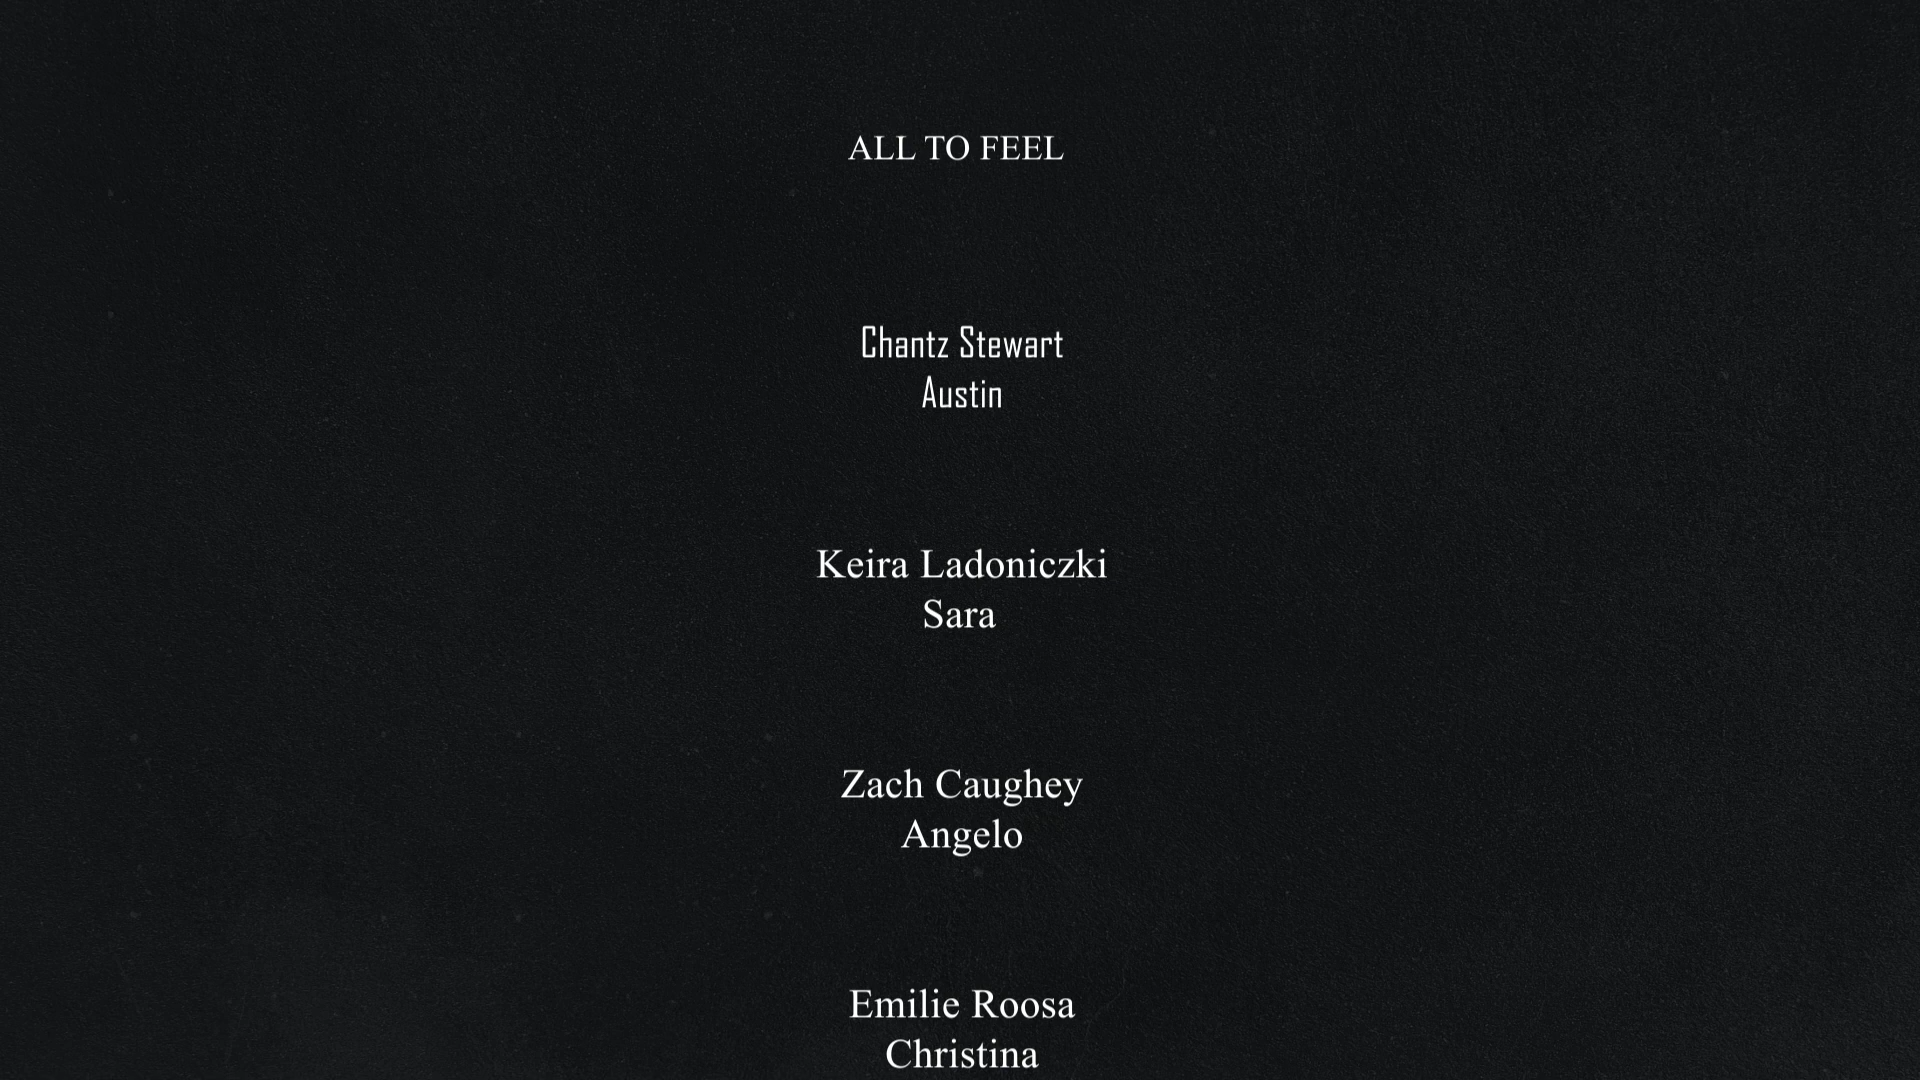 ALL TO FEEL
Chantz Stewart
Austin
Keira Ladoniczki
Sara
Zach Caughey
Angelo
Emilie Roosa
Christina